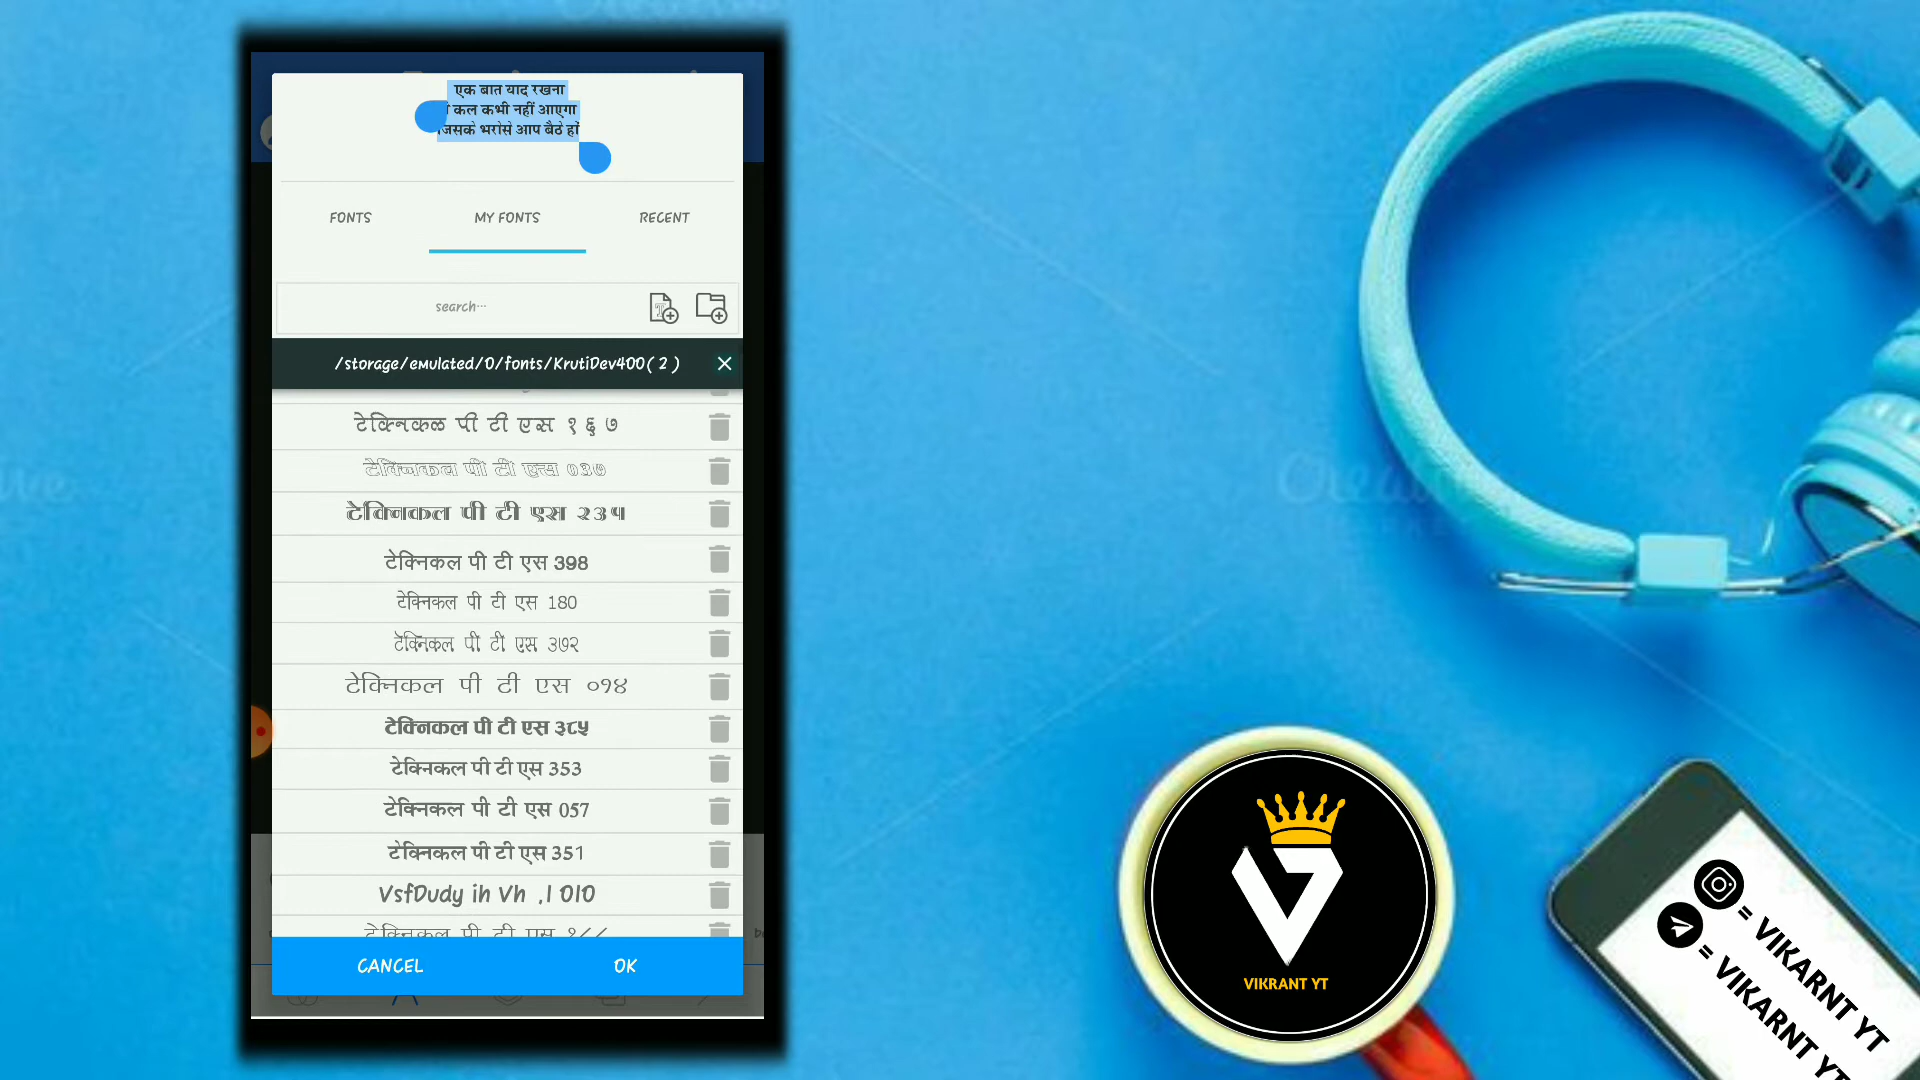 एक बात याद रखना
कल कभी नहीं आएगा
जिसके भरोसे आप बैठे हों
FONTS
MY FONTS
RECENT
search...
/storage/emulated/0/fonts/KrutiDev400( 2 )
टेक्निकळ पी टी एस १६७
टेक्निकल पी टी एस ०३७
टेक्निकल पी टी एस २३५
टेक्निकल पी टी एस 398
टेक्निकल पी टी एस 180
टेक्निकल पी टी एस ३७२
टेक्निकल पी टी एस ०१४
टेक्निकल पी टी एस ३८५
टेक्निकल पी टी एस 353
टेक्निकल पी टी एस 057
टेक्निकल पी टी एस 351
VsfDudy ih Vh ,l 010
टेक्निकल पी टी एस
CANCEL
OK
VIKRANT YT
= VIKARNT YT
= VIKARNT YT